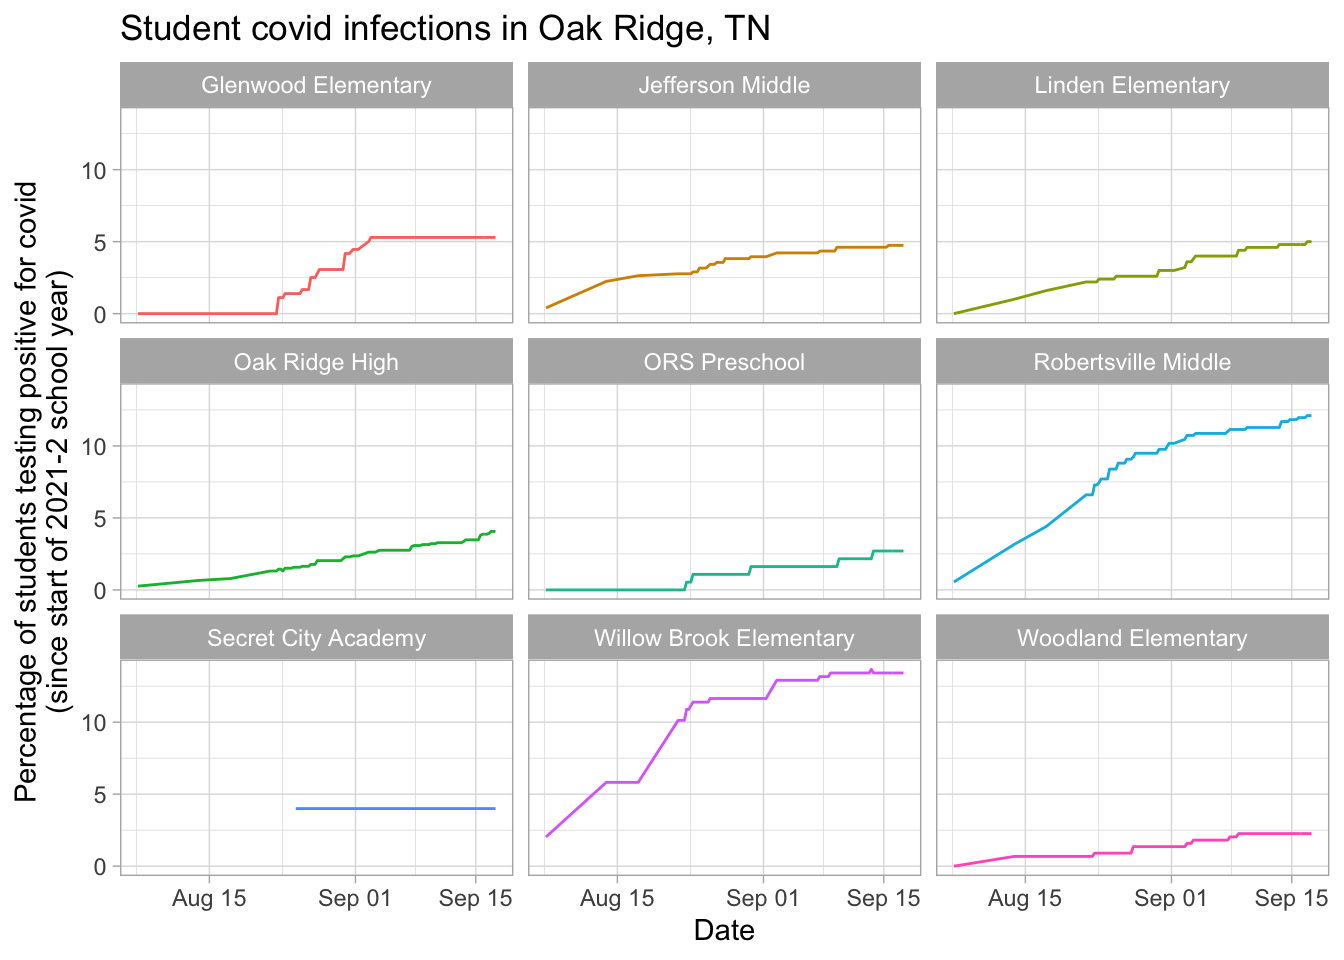 Student covid infections in Oak Ridge, TN
Percentage of students testing positive for covid
(since start of 2021-2 school year)
Glenwood Elementary
Jefferson Middle
Linden Elementary
10
5
0
Oak Ridge High
ORS Preschool
Robertsville Middle
10
5
0
Secret City Academy
Willow Brook Elementary
Woodland Elementary
10
5
0
Aug 15
Sep 01
Sep 15
Aug 15
Sep 01
Sep 15
Aug 15
Sep 01
Sep 15
Date